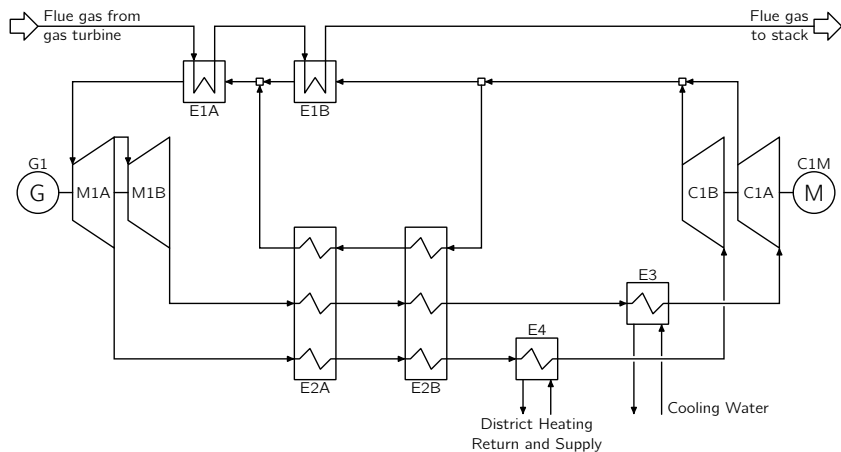 Flue gas from
gas turbine
Flue gas
to stack
E1A
E1B
G1
G
M1A
M1B
C1B
C1A
C1M
M
E3
E4
E2A
E2B
Cooling Water
District Heating
Return and Supply